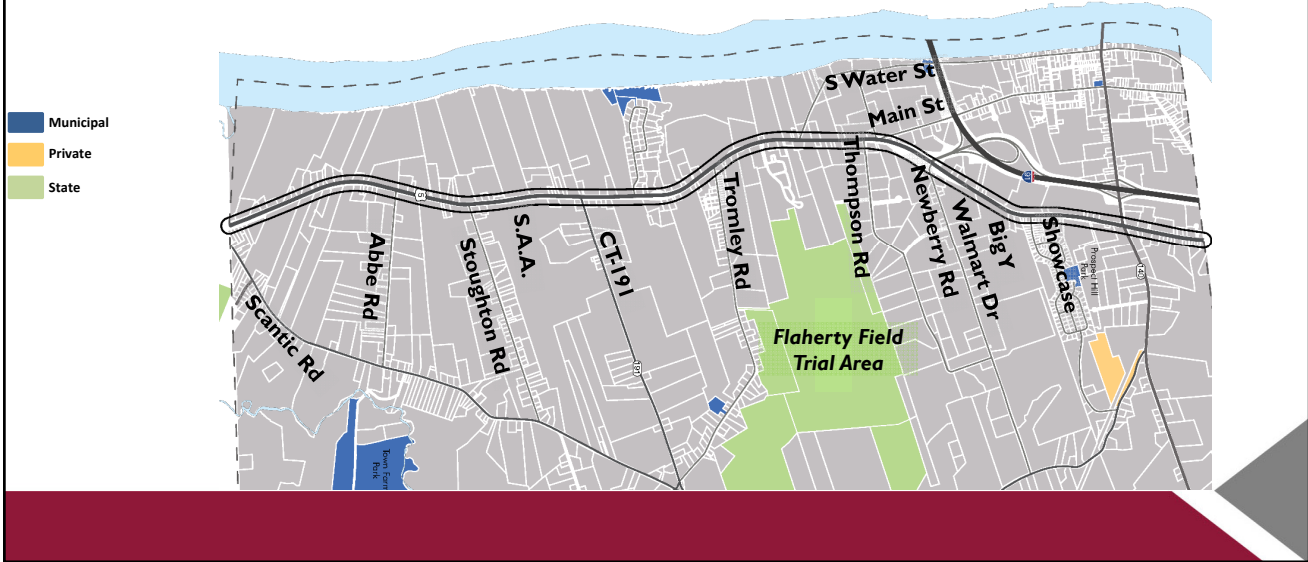 Municipal
Private
State
S Water St
Main St
5
91
Abbe Rd
Stoughton Rd
S.A.A.
CT-191
Tromley Rd
Thompson Rd
Newberry Rd
Walmart Dr
Big Y
Showcase
Prospect Hill
Park
140
Scantic Rd
191
Flaherty Field
Trial Area
Town Farm
Park